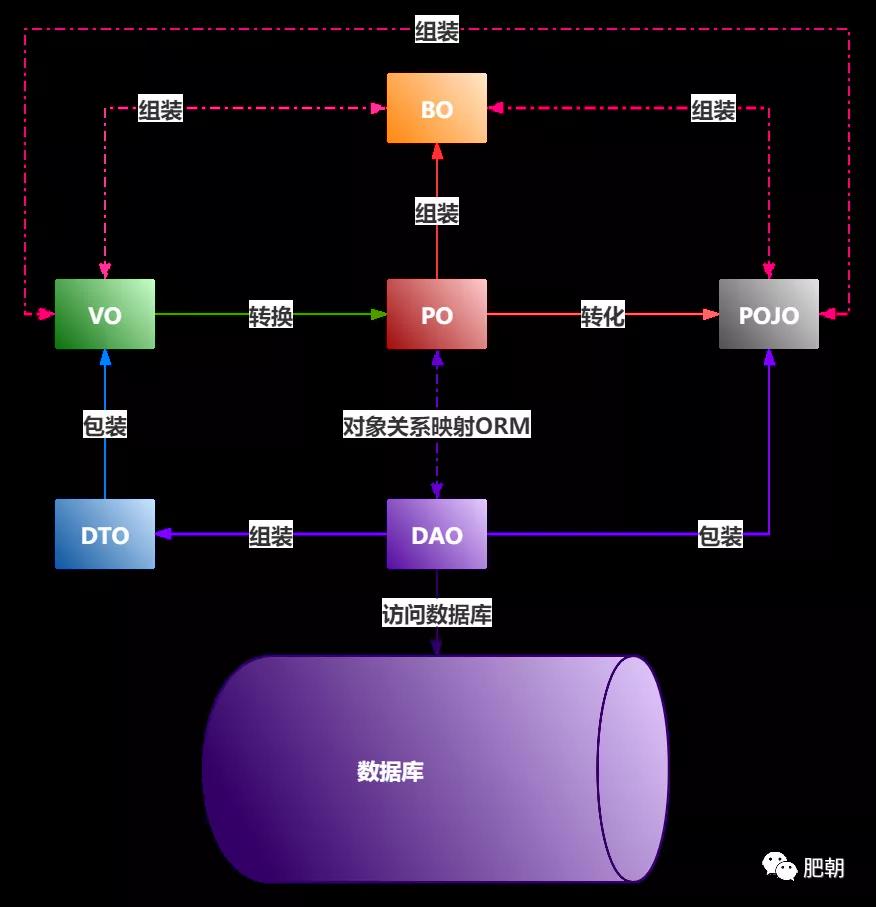 组装
组装
BO
组装
组装
VO
转换
PO
转化
POJO
包装
对象关系映射ORM
DTO
组装
DAO
包装
访问数据库
数据库
肥朝